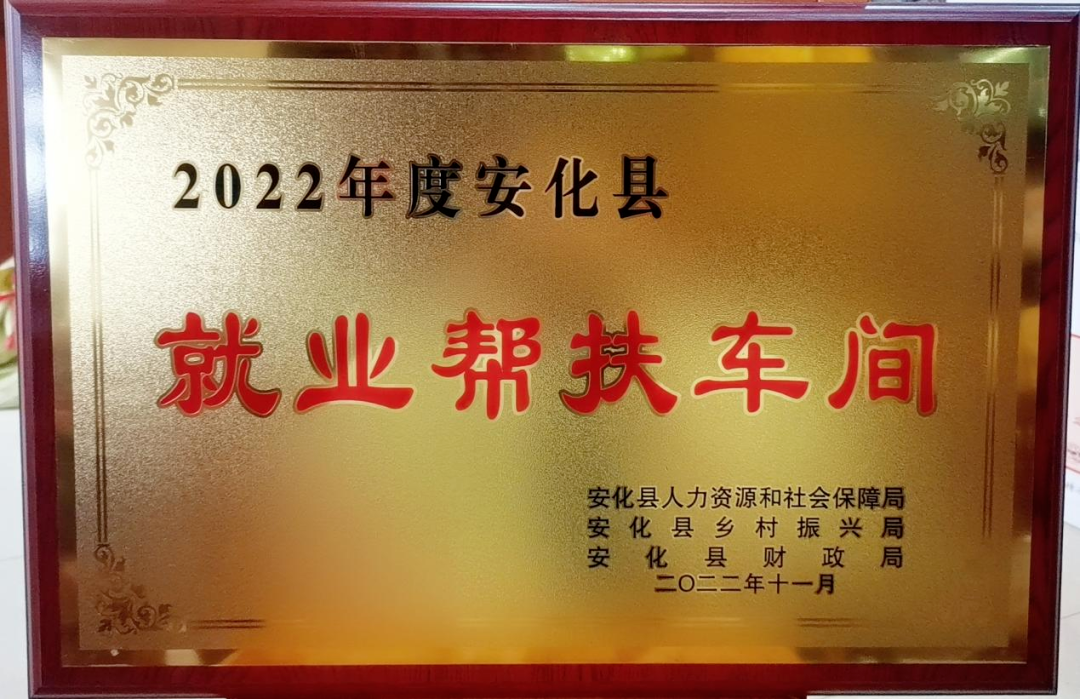 2022年度安化县
就业帮扶车间
安化县人力资源和社会保障局
安化县乡村振兴局
安化县财政局
二〇二二年十一月